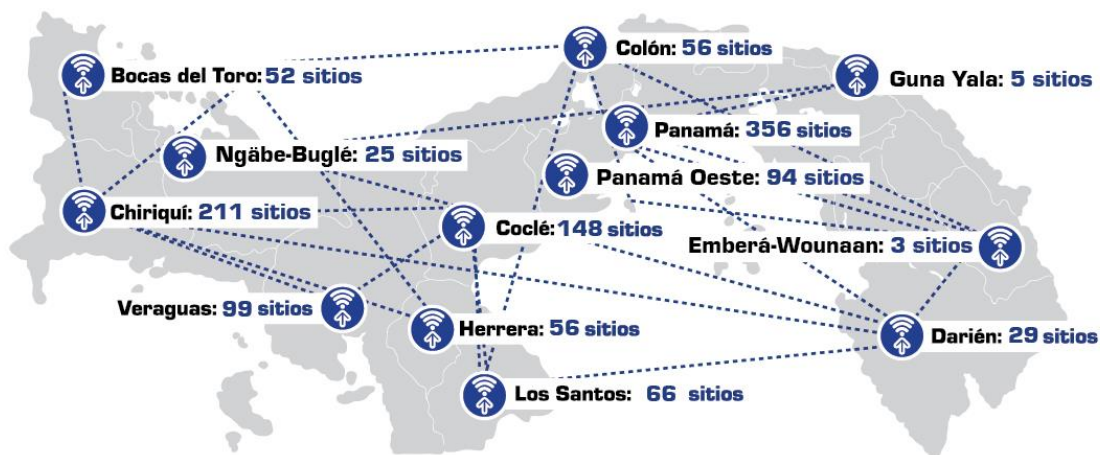 Colón: 56 sitios
Bocas del Toro: 52 sitios
Guna Yala: 5 sitios
Panamá: 356 sitios
Ngäbe-Buglé: 25 sitios
Panamá Oeste: 94 sitios
Chiriquí: 211 sitios
Coclé: 148 sitios
Emberá-Wounaan: 3 sitios
Veraguas: 99 sitios
Herrera: 56 sitios
Darién: 29 sitios
Los Santos: 66 sitios